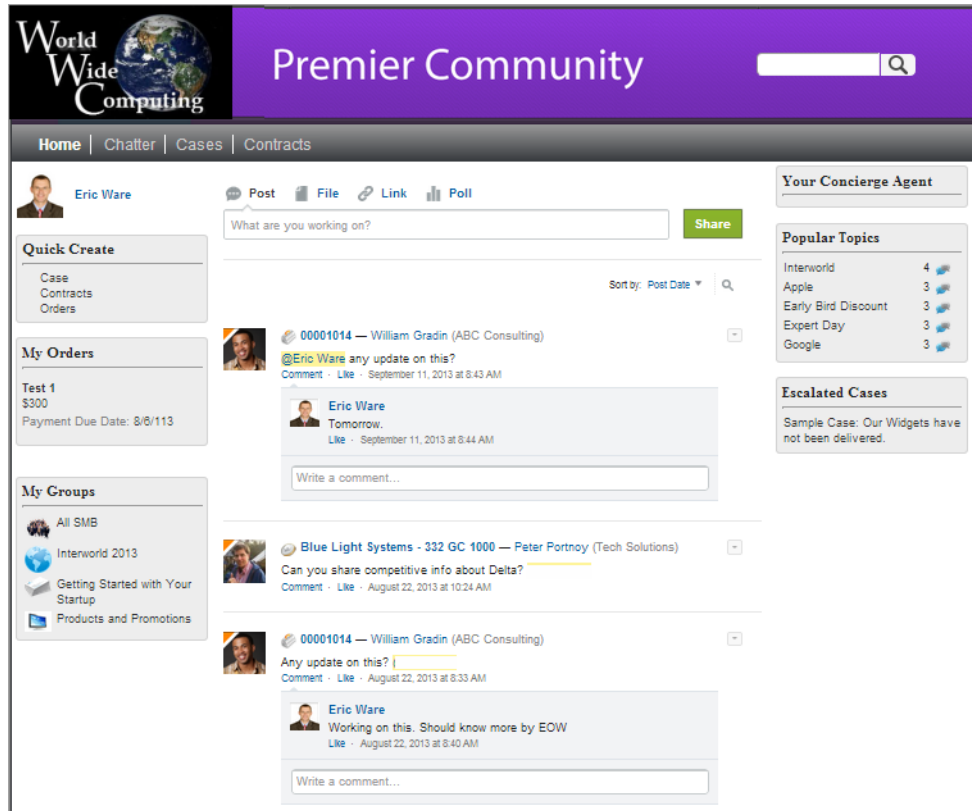 World
Wide
Computing
Premier Community
Home | Chatter | Cases | Contracts
Eric Ware
Quick Create
Case
Contracts
Orders
My Orders
Test 1
$300
Payment Due Date: 8/6/113
My Groups
All SMB
Interworld 2013
Getting Started with Your
Startup
Products and Promotions
Post File Link Poll
What are you working on?
Share
Sort by: Post Date
00001014 — William Gradin (ABC Consulting)
@Eric Ware any update on this?
Comment · Like · September 11, 2013 at 8:43 AM
Eric Ware
Tomorrow.
Like · September 11, 2013 at 8:44 AM
Write a comment...
Blue Light Systems - 332 GC 1000 — Peter Portnoy (Tech Solutions)
Can you share competitive info about Delta?
Comment · Like · August 22, 2013 at 10:24 AM
00001014 — William Gradin (ABC Consulting)
Any update on this? (
Comment · Like · August 22, 2013 at 8:33 AM
Eric Ware
Working on this. Should know more by EOW
Like · August 22, 2013 at 8:40 AM
Write a comment...
Your Concierge Agent
Popular Topics
Interworld 4
Apple 3
Early Bird Discount 3
Expert Day 3
Google 3
Escalated Cases
Sample Case: Our Widgets have
not been delivered.